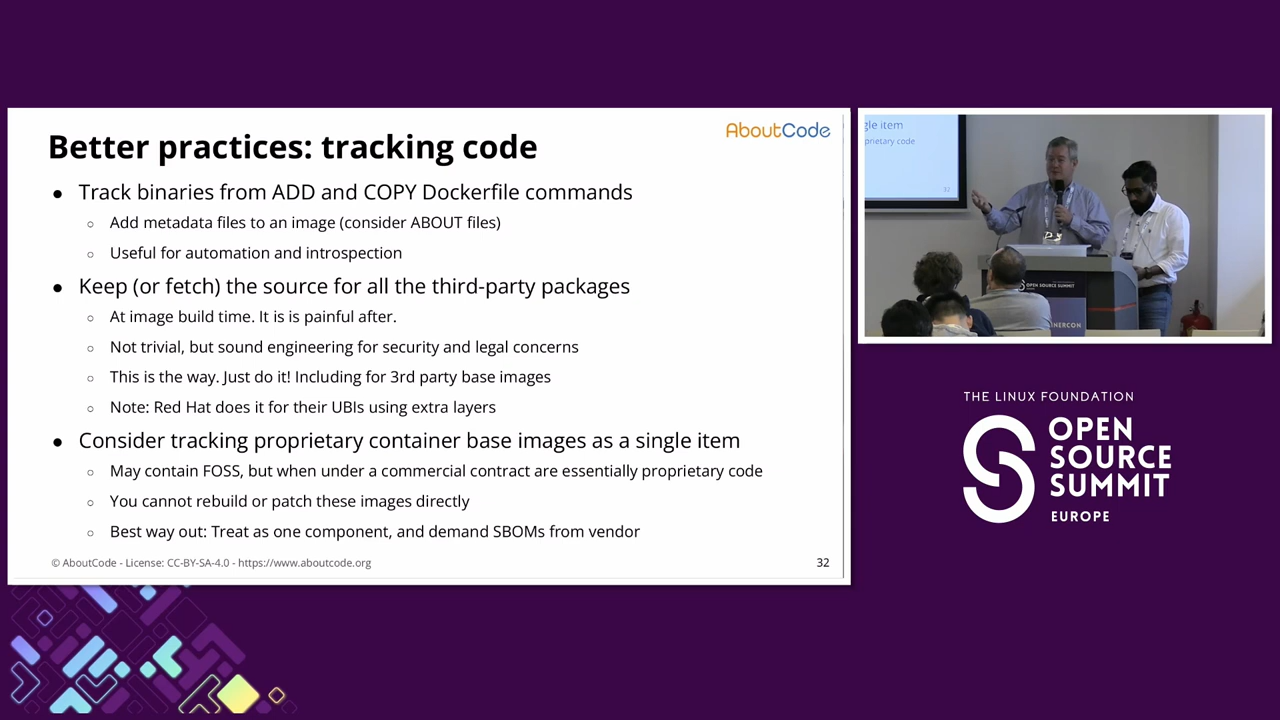 AboutCode
Better practices: tracking code
● Track binaries from ADD and COPY Dockerfile commands
○ Add metadata files to an image (consider ABOUT files)
○ Useful for automation and introspection
● Keep (or fetch) the source for all the third-party packages
○ At image build time. It is is painful after.
○ Not trivial, but sound engineering for security and legal concerns
○ This is the way. Just do it! Including for 3rd party base images
○ Note: Red Hat does it for their UBIs using extra layers
● Consider tracking proprietary container base images as a single item
○ May contain FOSS, but when under a commercial contract are essentially proprietary code
○ You cannot rebuild or patch these images directly
○ Best way out: Treat as one component, and demand SBOMs from vendor
© AboutCode - License: CC-BY-SA-4.0 - https://www.aboutcode.org
32
gle item
prietary code
32
OPEN SOURCE SUMMIT
INERCON
THE LINUX FOUNDATION
OPEN
SOURCE
SUMMIT
EUROPE